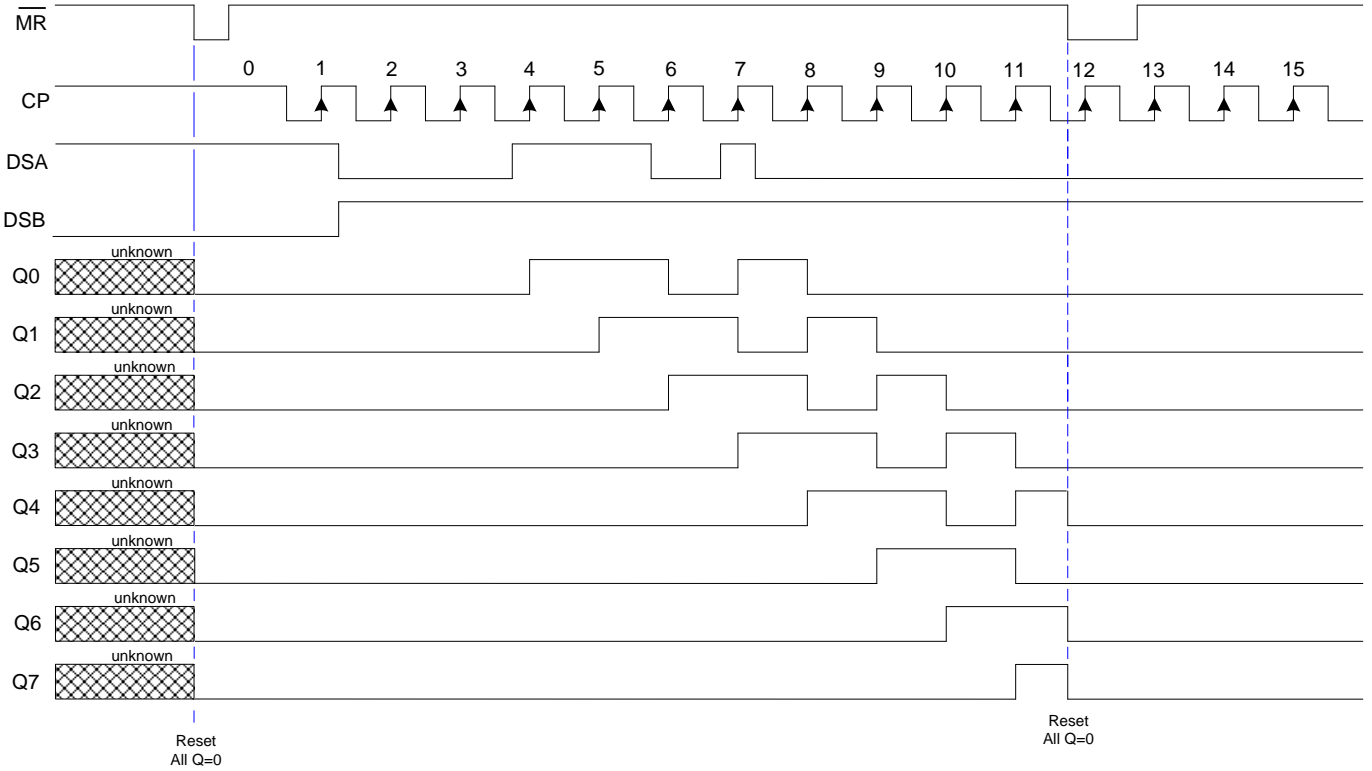 MR
0 1 2 3 4 5 6 7 8 9 10 11 12 13 14 15
CP
DSA
DSB
unknown
Q0
unknown
Q1
unknown
Q2
unknown
Q3
unknown
Q4
unknown
Q5
unknown
Q6
unknown
Q7
Reset
All Q=0
Reset
All Q=0